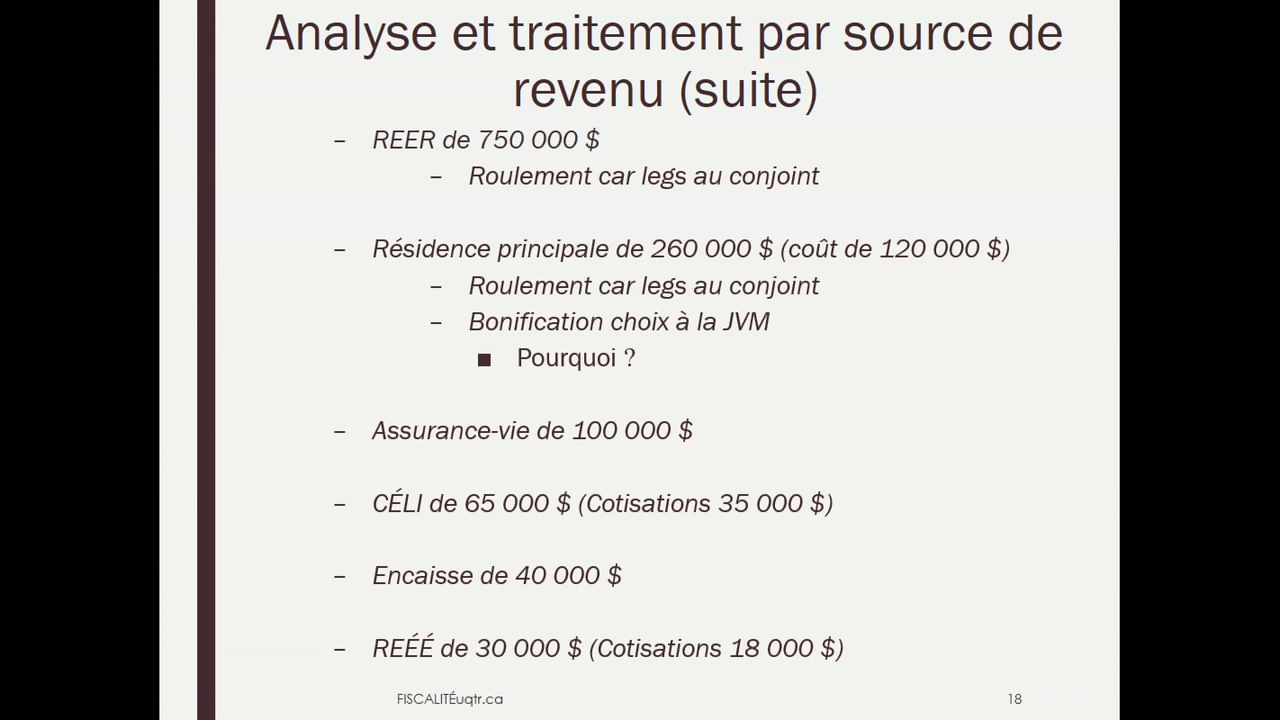 Analyse et traitement par source de
revenu (suite)
– REER de 750 000 $
– Roulement car legs au conjoint
– Résidence principale de 260 000 $ (coût de 120 000 $)
– Roulement car legs au conjoint
– Bonification choix à la JVM
■ Pourquoi ?
– Assurance-vie de 100 000 $
– CÉLI de 65 000 $ (Cotisations 35 000 $)
– Encaisse de 40 000 $
– REÉÉ de 30 000 $ (Cotisations 18 000 $)
FISCALITÉuqtr.ca 18